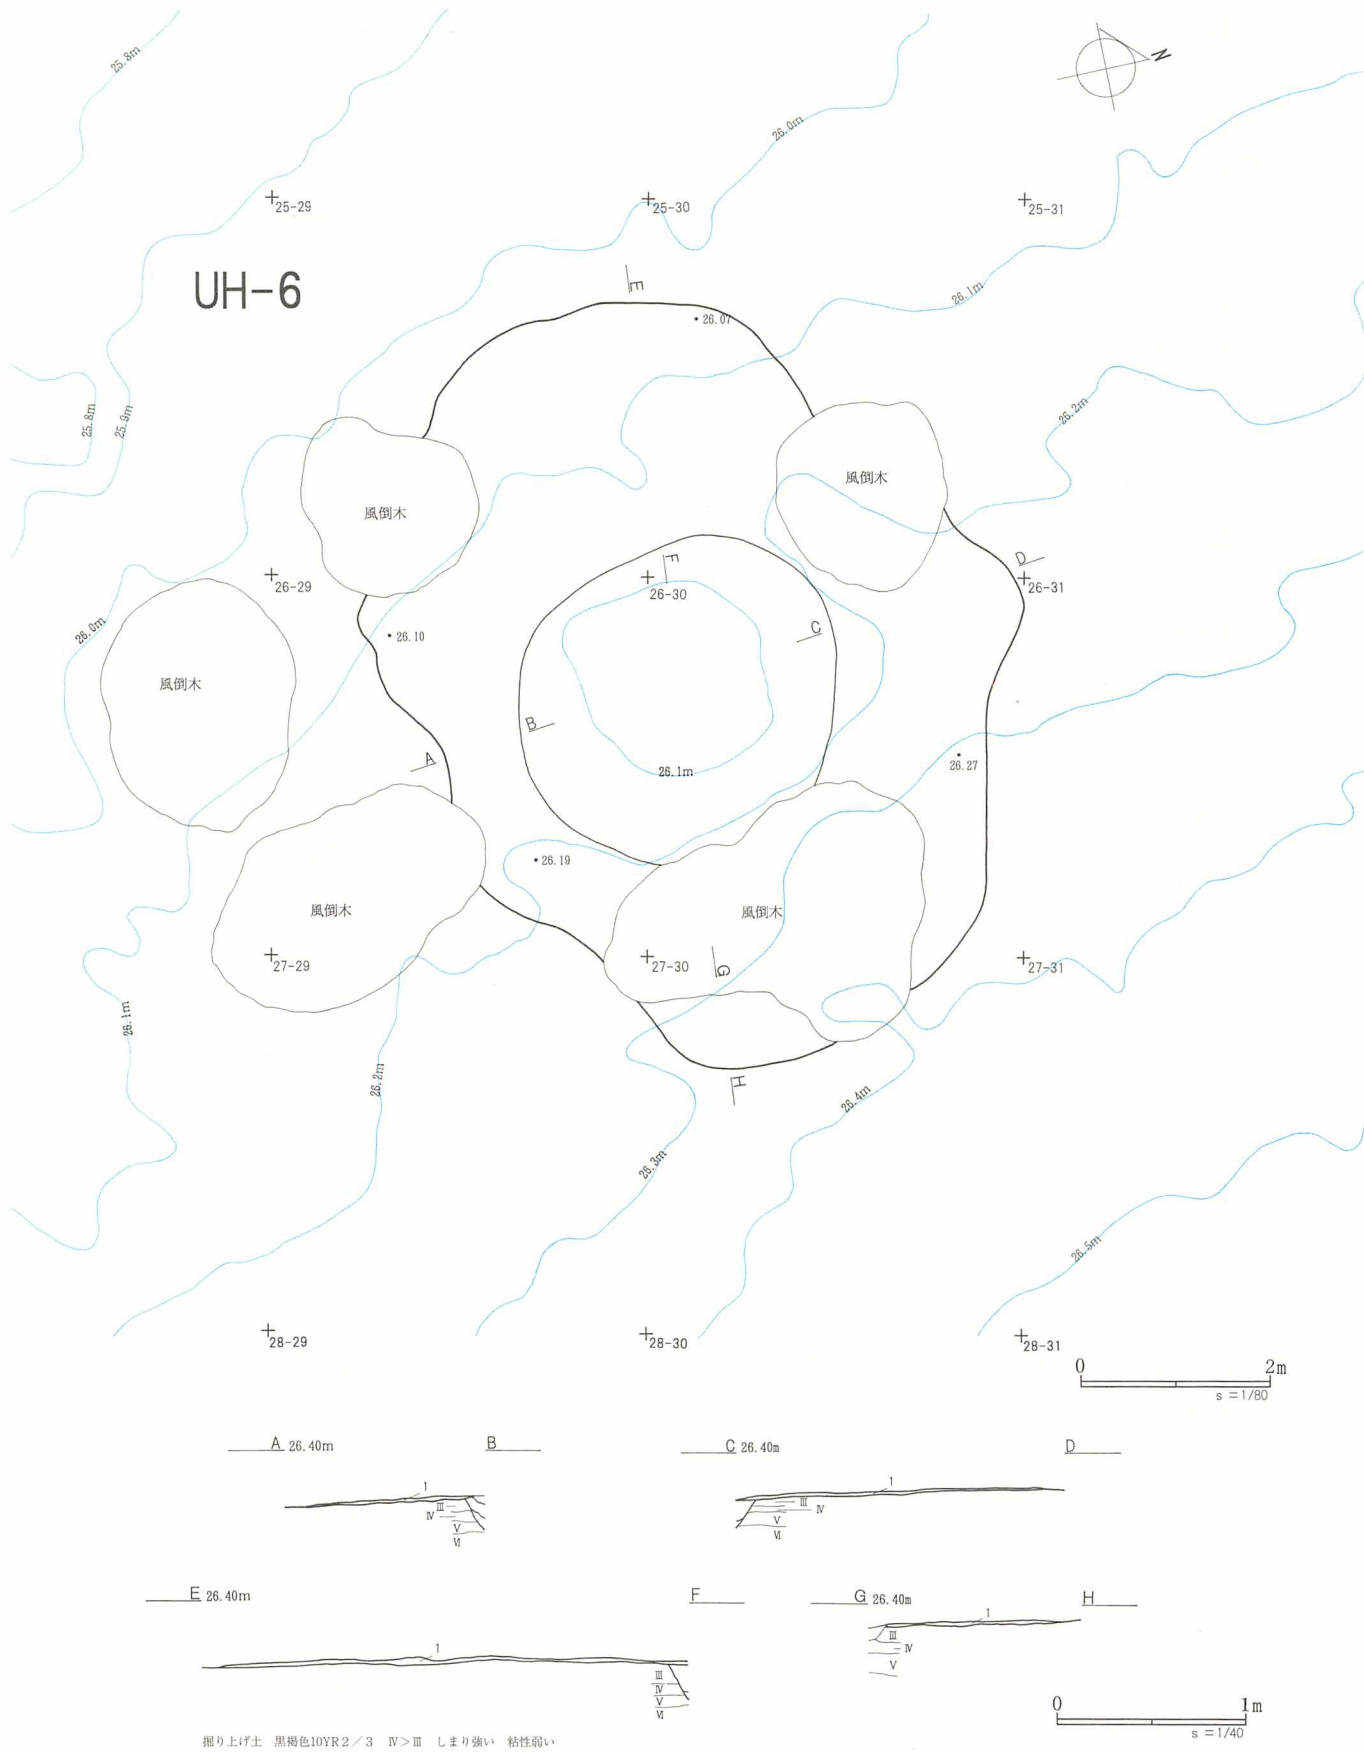 25.8m
N
26.0m
25-29
25-30
25-31
UH-6
E
26.1m
26.07
25.8m
25.9m
26.2m
風倒木
風倒木
D
26-29
26-30
26-31
26.0m
F
C
26.10
風倒木
B
A
26.1m
26.27
26.19
風倒木
風倒木
27-29
27-30
27-31
G
26.1m
26.2m
H
26.4m
26.3m
26.5m
28-29
28-30
28-31
0 2m
s=1/80
A 26.40m B
C 26.40m D
1
Ⅲ
Ⅳ
Ⅴ
Ⅵ
1
Ⅲ
Ⅳ
Ⅴ
Ⅵ
E 26.40m F
G 26.40m H
1
Ⅲ
Ⅳ
Ⅴ
Ⅵ
1
Ⅲ
Ⅳ
Ⅴ
0 1m
s=1/40
掘り上げ土 黒褐色10YR2/3 Ⅳ>Ⅲ しまり強い 粘性弱い